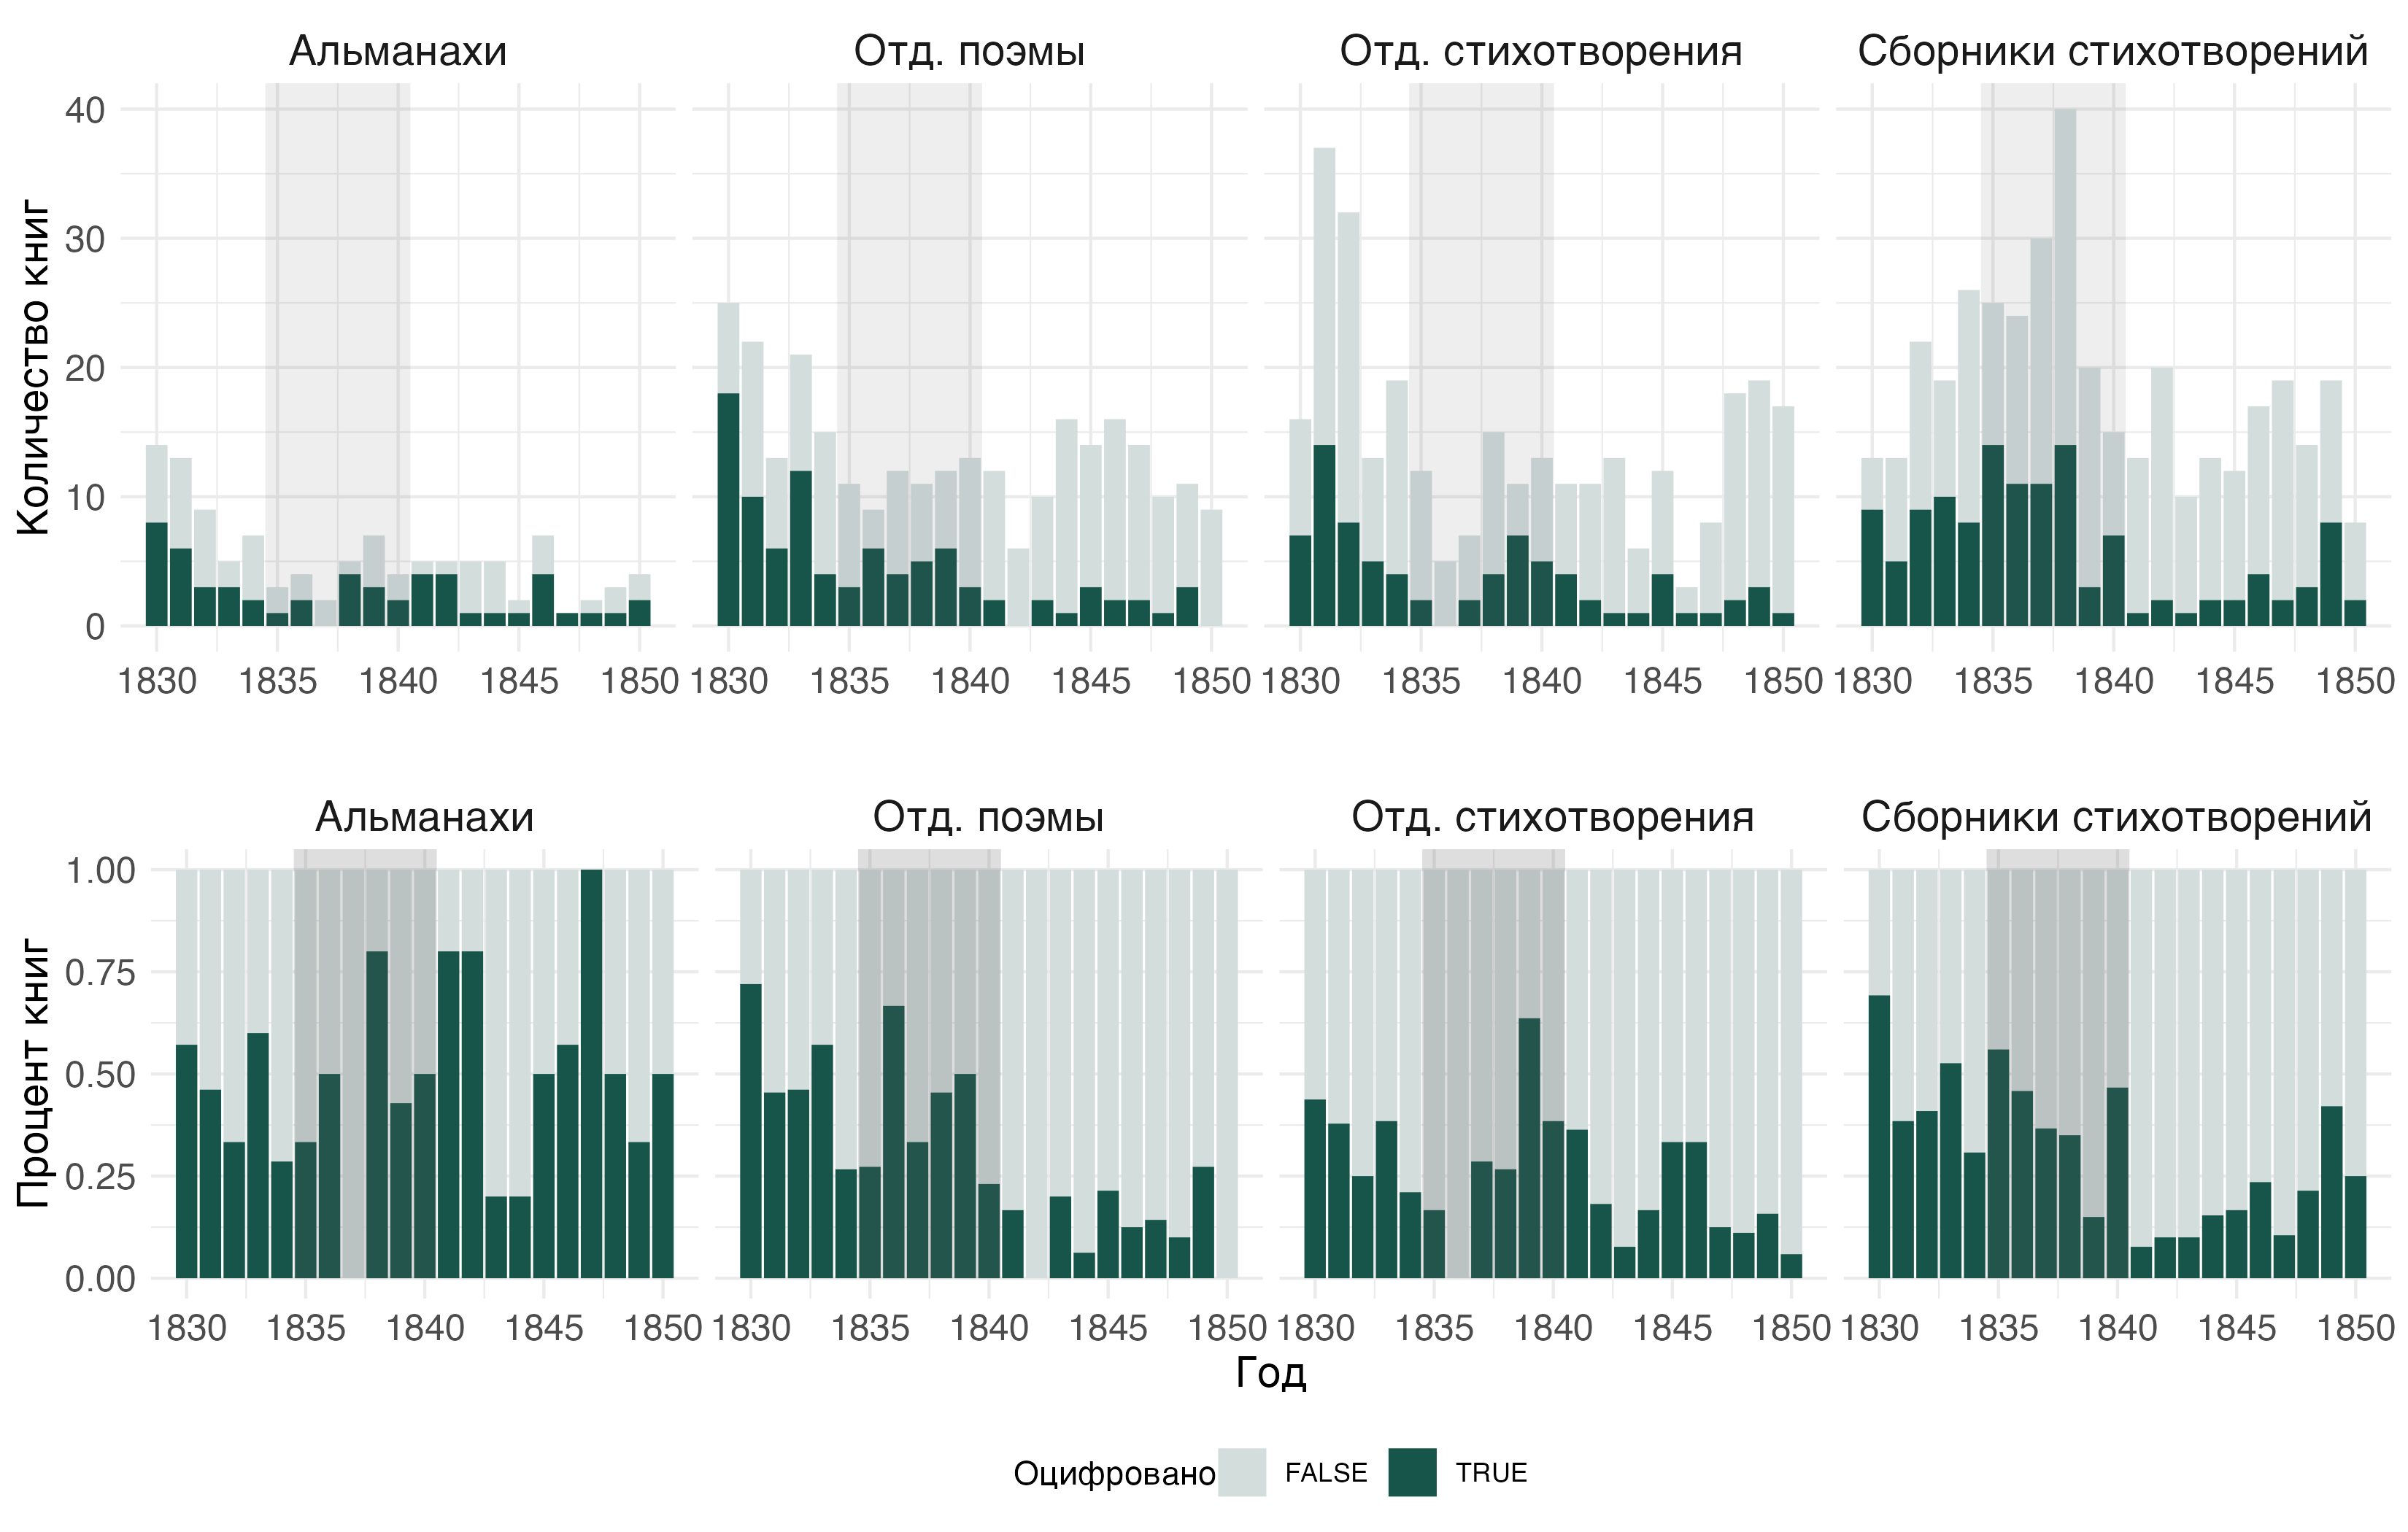 Альманахи Отд. поэмы Отд. стихотворения Сборники стихотворений
Количество книг
40
30
20
10
0
1830 1835 1840 1845 1850 1830 1835 1840 1845 1850 1830 1835 1840 1845 1850 1830 1835 1840 1845 1850
Альманахи Отд. поэмы Отд. стихотворения Сборники стихотворений
Процент книг
1.00
0.75
0.50
0.25
0.00
1830 1835 1840 1845 1850 1830 1835 1840 1845 1850 1830 1835 1840 1845 1850 1830 1835 1840 1845 1850
Год
Оцифровано FALSE TRUE